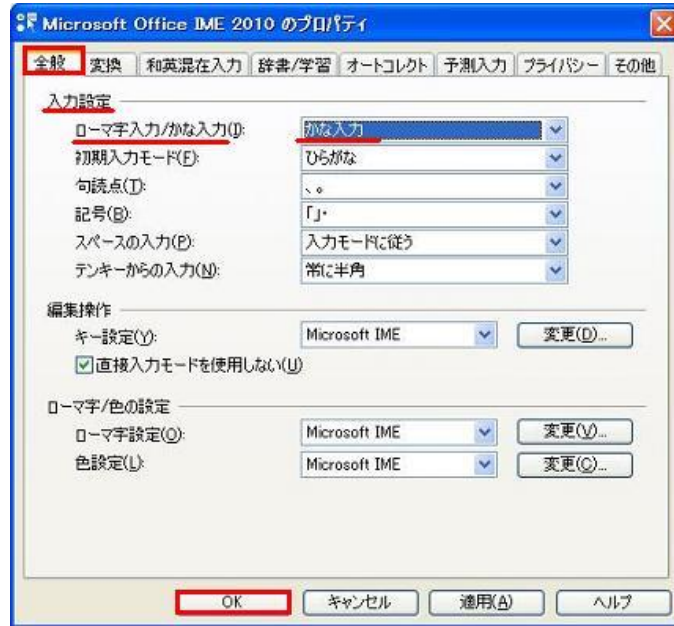 Microsoft Office IME 2010 のプロパティ
全般 変換 和英混在入力 辞書/学習 オートコレクト 予測入力 プライバシー その他
入力設定
ローマ字入力/かな入力(I): かな入力
初期入力モード(F): ひらがな
句読点(T): 、。
記号(B): 「」・
スペースの入力(P): 入力モードに従う
テンキーからの入力(N): 常に半角
編集操作
キー設定(Y): Microsoft IME 変更(D)...
直接入力モードを使用しない(U)
ローマ字/色の設定
ローマ字設定(O): Microsoft IME 変更(V)...
色設定(L): Microsoft IME 変更(C)...
OK キャンセル 適用(A) ヘルプ